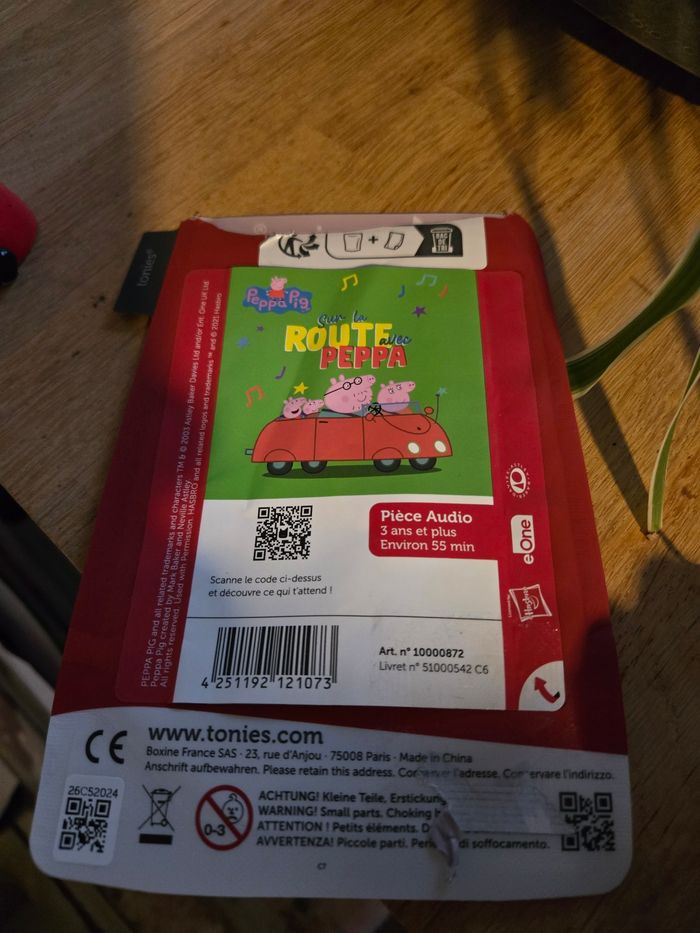 tonies®
BAC
DE
TRI
Peppa Pig
Sur la
ROUTE avec
PEPPA
PEPPA PIG and all related trademarks and characters TM & © 2003 Astley Baker Davies Ltd and/or Ent. One UK Ltd.
Peppa Pig created by Mark Baker and Neville Astley.
HASBRO and all related logos and trademarks ™ and © 2021 Hasbro
All rights reserved. Used with Permission.
Pièce Audio
3 ans et plus
Environ 55 min
Scanne le code ci-dessus
et découvre ce qui t'attend !
eOne
Hasbro
4 251192 121073
Art. n° 10000872
Livret n° 51000542 C6
CE
www.tonies.com
Boxine France SAS · 23, rue d'Anjou · 75008 Paris · Made in China
Anschrift aufbewahren. Please retain this address. l'adresse. Conservare l'indirizzo.
26C52024
0-3
ACHTUNG! Kleine Teile,
WARNING! Small parts. Choking
ATTENTION ! Petits éléments.
AVVERTENZA! Piccole parti. di soffocamento.
C7